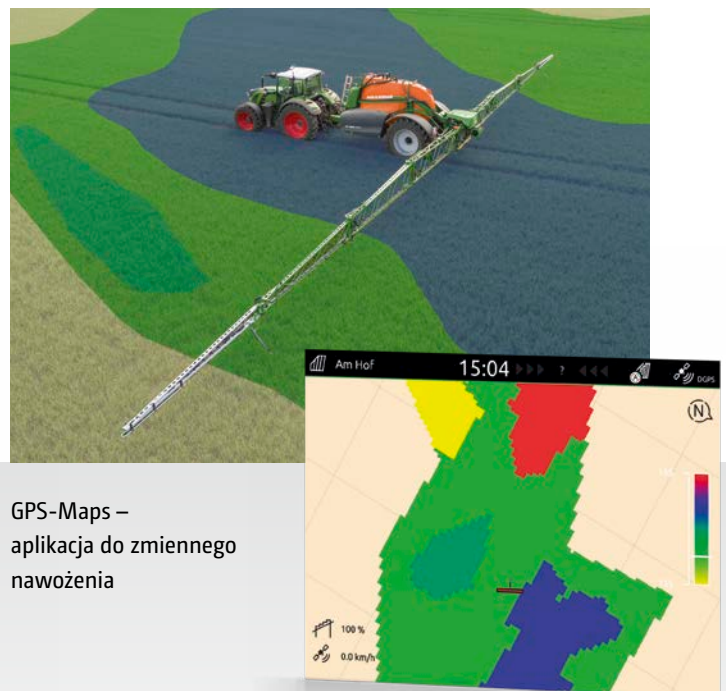 Am Hof
15:04
?
DGPS
N
100 %
0.0 km/h
GPS-Maps –
aplikacja do zmiennego
nawożenia